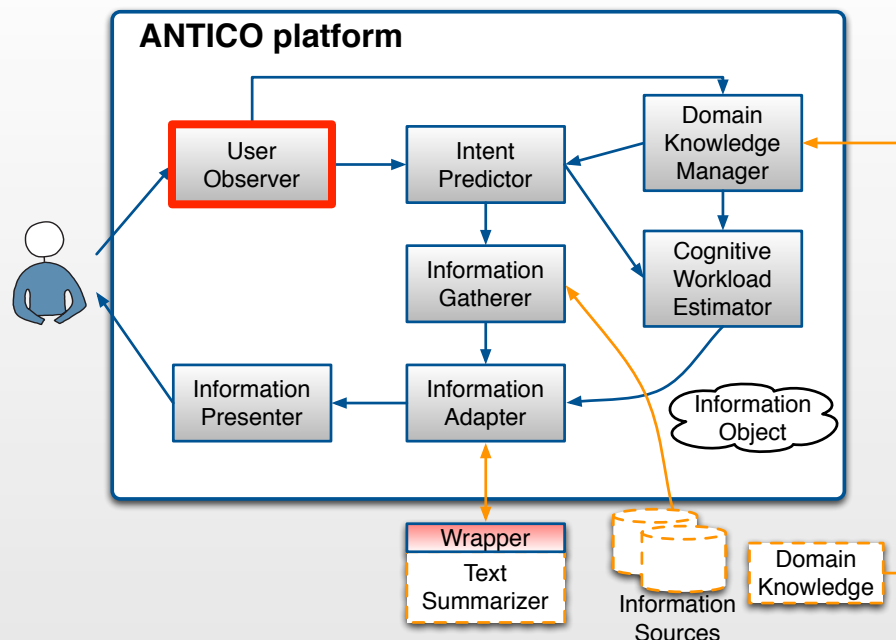 ANTICO platform
User
Observer
Intent
Predictor
Domain
Knowledge
Manager
Information
Gatherer
Cognitive
Workload
Estimator
Information
Presenter
Information
Adapter
Information
Object
Wrapper
Text
Summarizer
Information
Sources
Domain
Knowledge